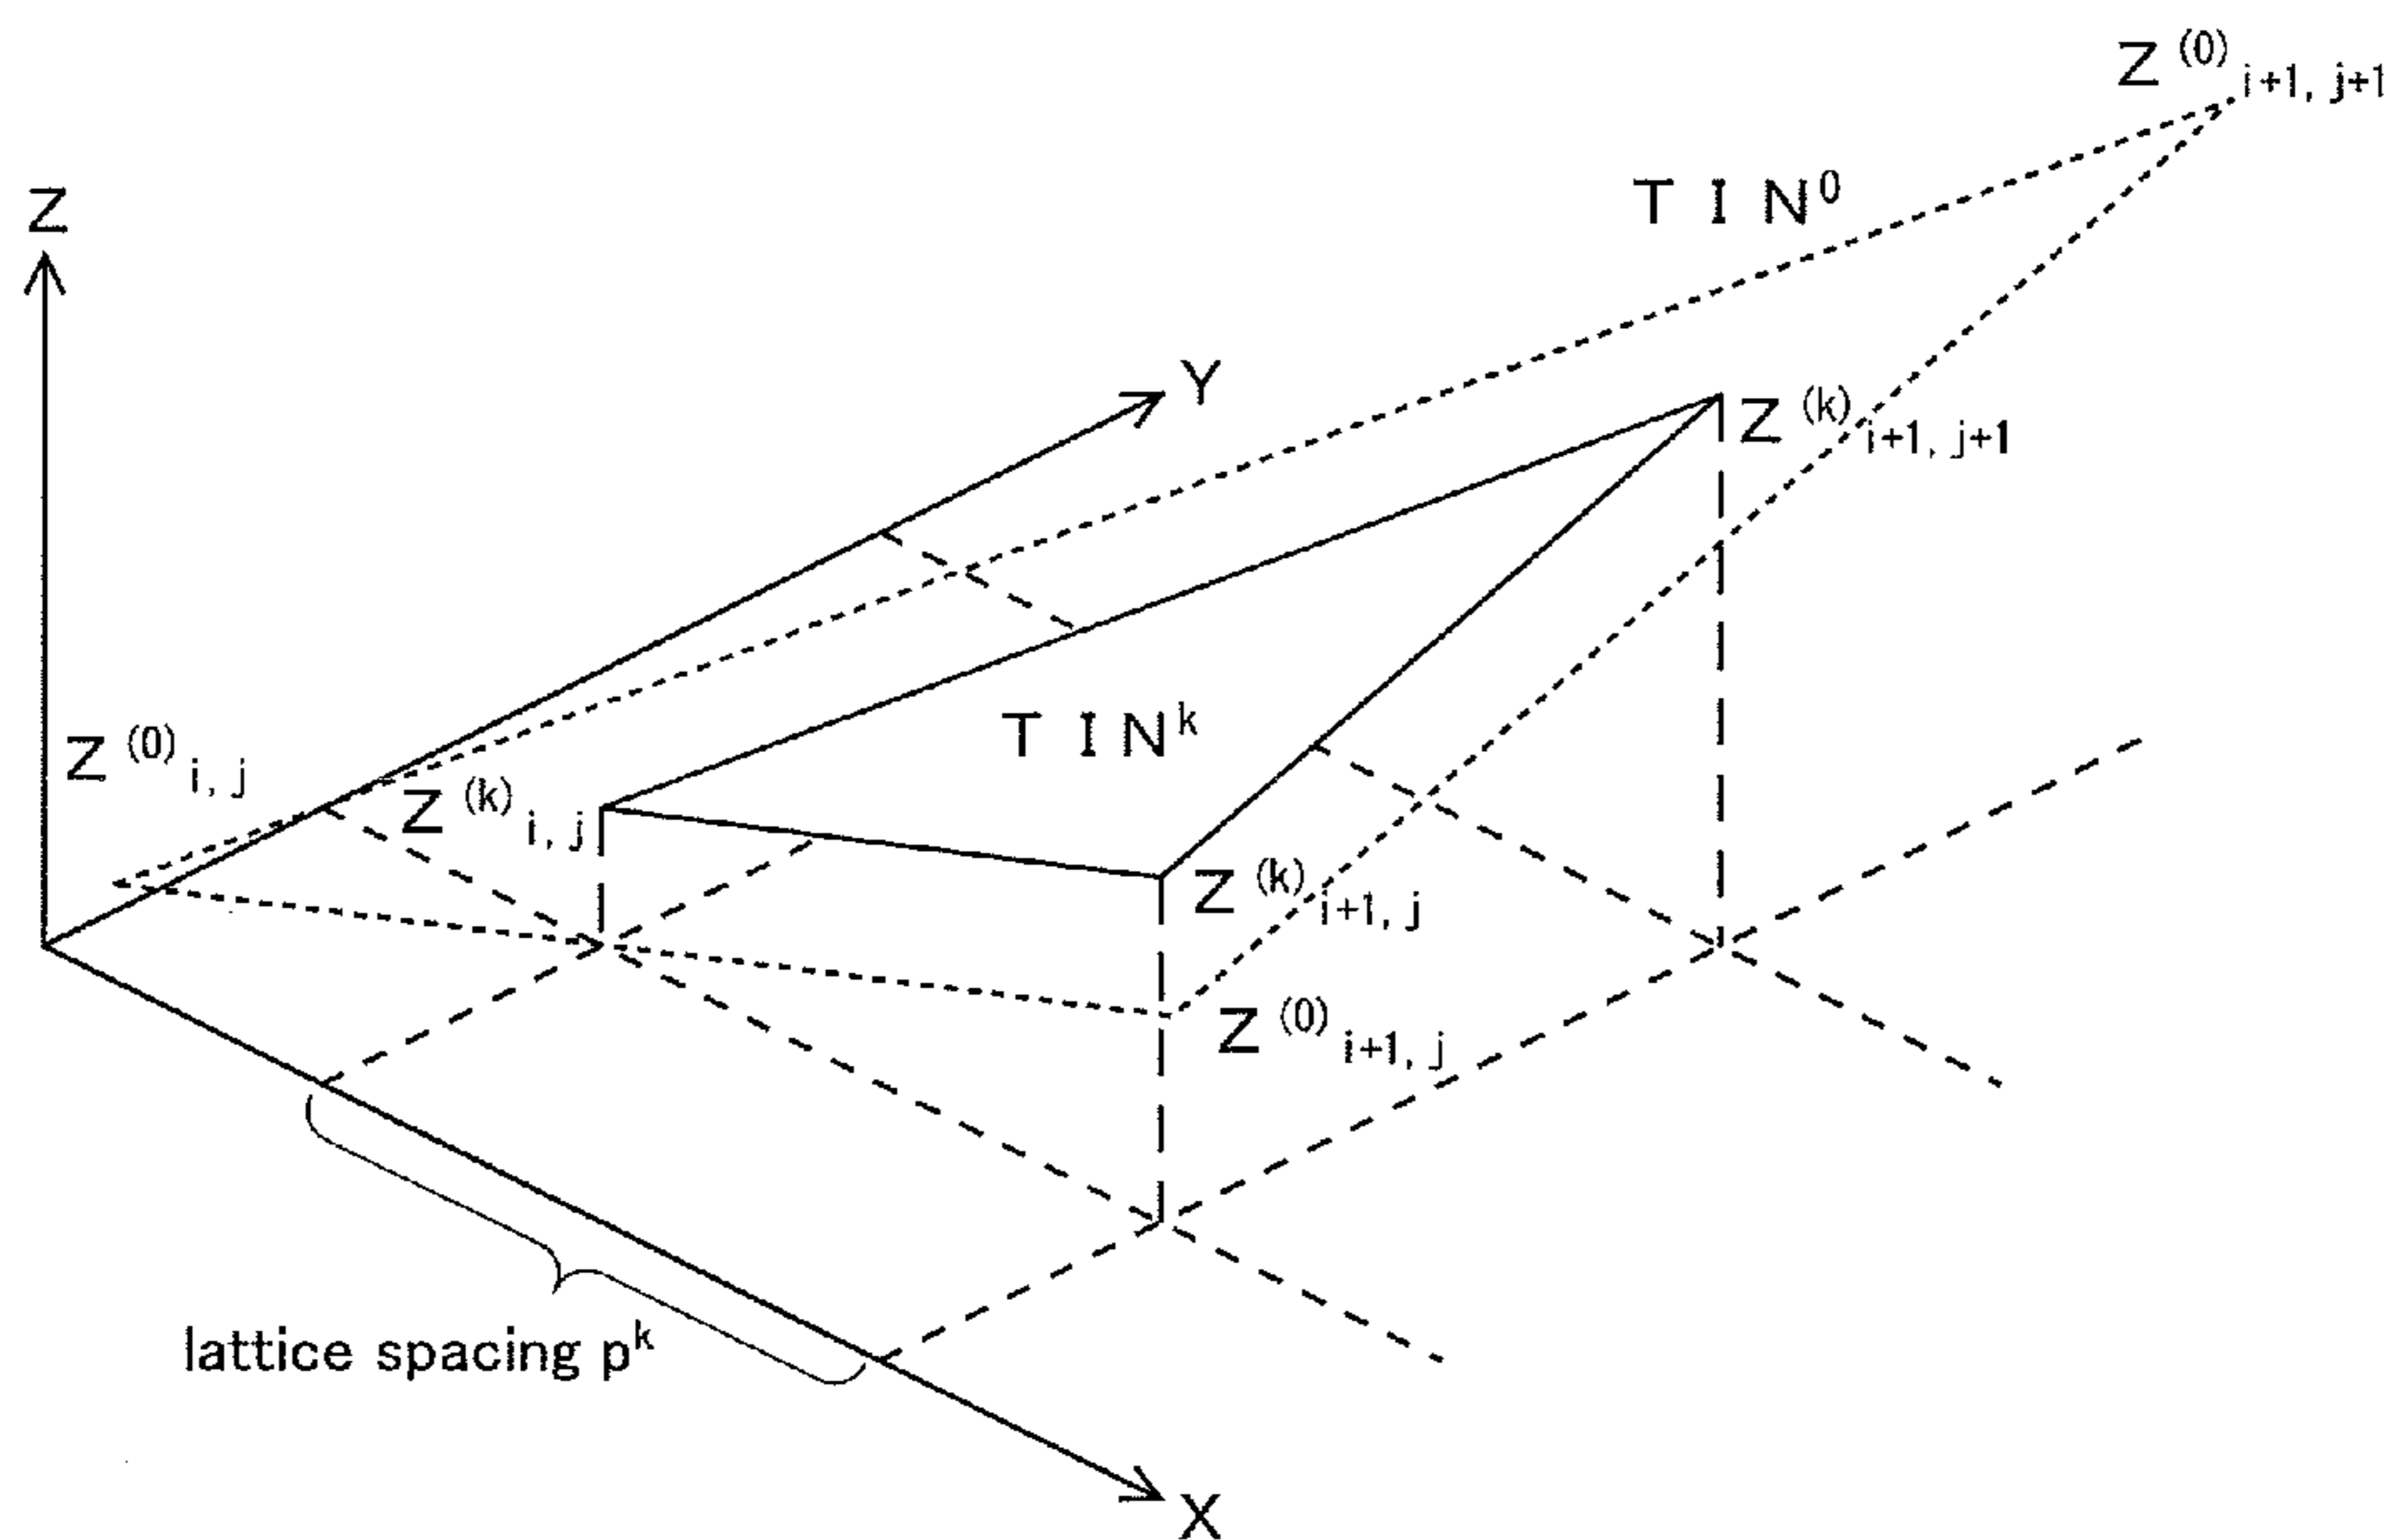 Z⁽⁰⁾ i+1, j+1
T I N⁰
Z
Y
Z⁽ᵏ⁾ i+1, j+1
T I Nᵏ
Z⁽⁰⁾ i, j
Z⁽ᵏ⁾ i, j
Z⁽ᵏ⁾ i+1, j
Z⁽⁰⁾ i+1, j
lattice spacing pᵏ
X